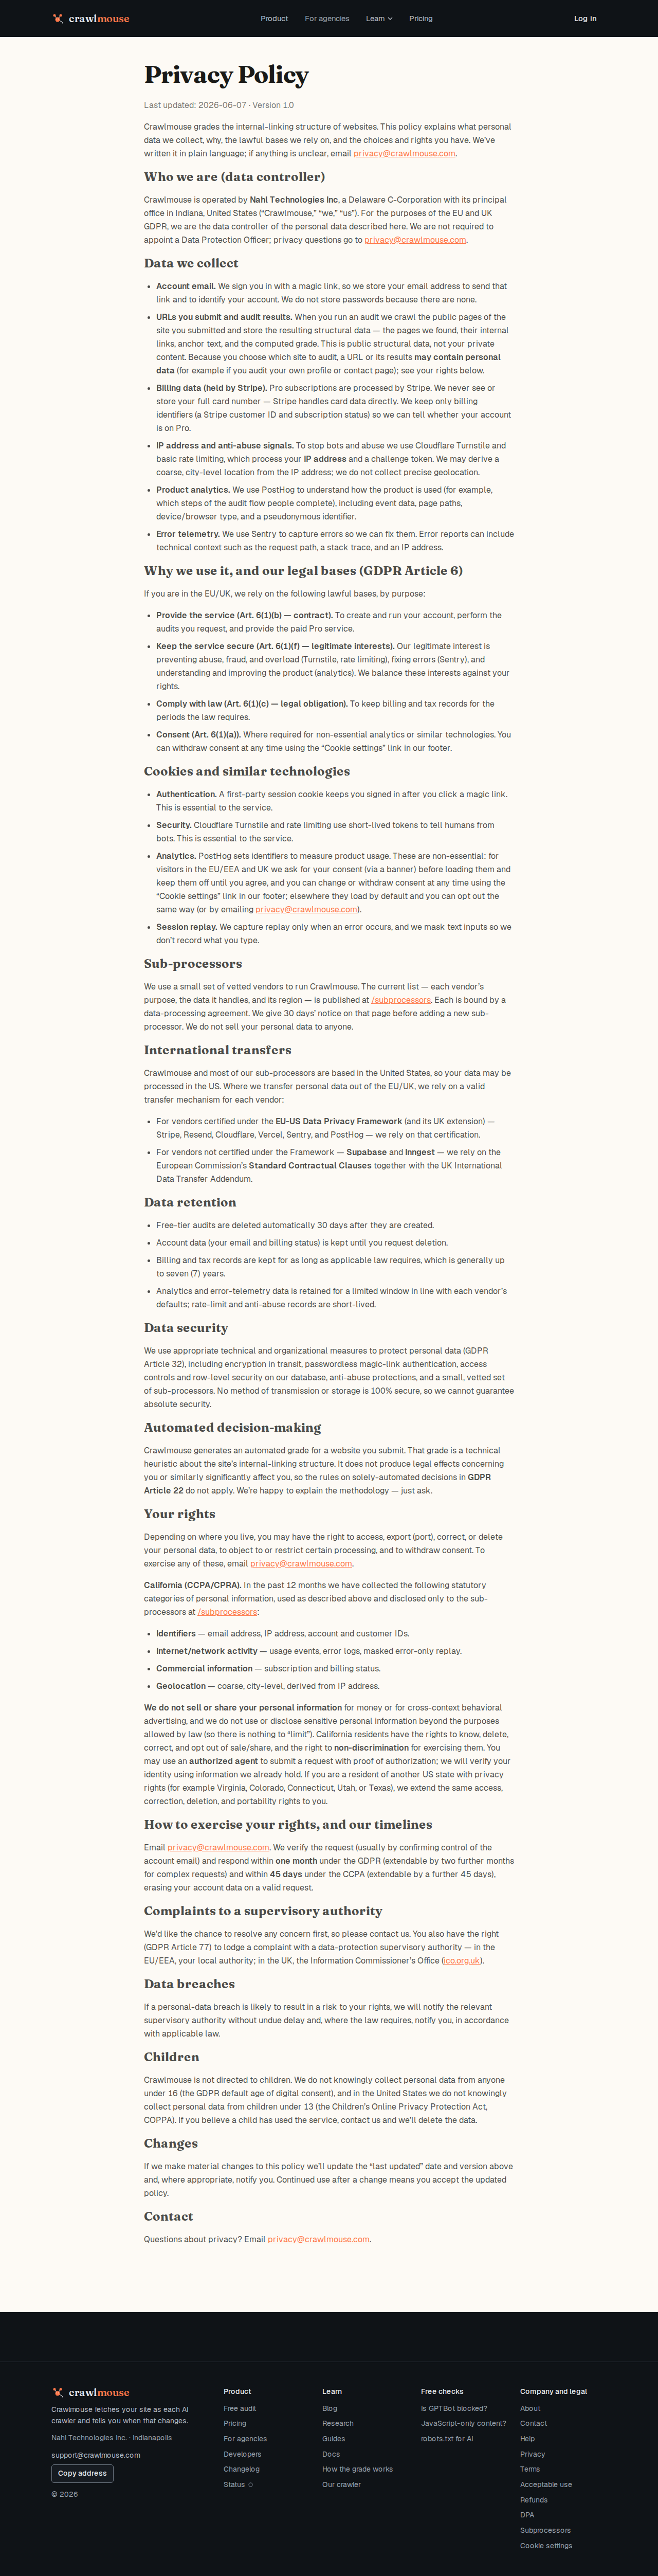 crawlmouse
Product For agencies Learn Pricing
Log in
Privacy Policy
Last updated: 2026-06-07 · Version 1.0
Crawlmouse grades the internal-linking structure of websites. This policy explains what personal
data we collect, why, the lawful bases we rely on, and the choices and rights you have. We've
written it in plain language; if anything is unclear, email privacy@crawlmouse.com.
Who we are (data controller)
Crawlmouse is operated by Nahl Technologies Inc, a Delaware C-Corporation with its principal
office in Indiana, United States (“Crawlmouse,” “we,” “us”). For the purposes of the EU and UK
GDPR, we are the data controller of the personal data described here. We are not required to
appoint a Data Protection Officer; privacy questions go to privacy@crawlmouse.com.
Data we collect
• Account email. We sign you in with a magic link, so we store your email address to send that
link and to identify your account. We do not store passwords because there are none.
• URLs you submit and audit results. When you run an audit we crawl the public pages of the
site you submitted and store the resulting structural data — the pages we found, their internal
links, anchor text, and the computed grade. This is public structural data, not your private
content. Because you choose which site to audit, a URL or its results may contain personal
data (for example if you audit your own profile or contact page); see your rights below.
• Billing data (held by Stripe). Pro subscriptions are processed by Stripe. We never see or
store your full card number — Stripe handles card data directly. We keep only billing
identifiers (a Stripe customer ID and subscription status) so we can tell whether your account
is on Pro.
• IP address and anti-abuse signals. To stop bots and abuse we use Cloudflare Turnstile and
basic rate limiting, which process your IP address and a challenge token. We may derive a
coarse, city-level location from the IP address; we do not collect precise geolocation.
• Product analytics. We use PostHog to understand how the product is used (for example,
which steps of the audit flow people complete), including event data, page paths,
device/browser type, and a pseudonymous identifier.
• Error telemetry. We use Sentry to capture errors so we can fix them. Error reports can include
technical context such as the request path, a stack trace, and an IP address.
Why we use it, and our legal bases (GDPR Article 6)
If you are in the EU/UK, we rely on the following lawful bases, by purpose:
• Provide the service (Art. 6(1)(b) — contract). To create and run your account, perform the
audits you request, and provide the paid Pro service.
• Keep the service secure (Art. 6(1)(f) — legitimate interests). Our legitimate interest is
preventing abuse, fraud, and overload (Turnstile, rate limiting), fixing errors (Sentry), and
understanding and improving the product (analytics). We balance these interests against your
rights.
• Comply with law (Art. 6(1)(c) — legal obligation). To keep billing and tax records for the
periods the law requires.
• Consent (Art. 6(1)(a)). Where required for non-essential analytics or similar technologies. You
can withdraw consent at any time using the “Cookie settings” link in our footer.
Cookies and similar technologies
• Authentication. A first-party session cookie keeps you signed in after you click a magic link.
This is essential to the service.
• Security. Cloudflare Turnstile and rate limiting use short-lived tokens to tell humans from
bots. This is essential to the service.
• Analytics. PostHog sets identifiers to measure product usage. These are non-essential: for
visitors in the EU/EEA and UK we ask for your consent (via a banner) before loading them and
keep them off until you agree, and you can change or withdraw consent at any time using the
“Cookie settings” link in our footer; elsewhere they load by default and you can opt out the
same way (or by emailing privacy@crawlmouse.com).
• Session replay. We capture replay only when an error occurs, and we mask text inputs so we
don't record what you type.
Sub-processors
We use a small set of vetted vendors to run Crawlmouse. The current list — each vendor's
purpose, the data it handles, and its region — is published at /subprocessors. Each is bound by a
data-processing agreement. We give 30 days' notice on that page before adding a new sub-
processor. We do not sell your personal data to anyone.
International transfers
Crawlmouse and most of our sub-processors are based in the United States, so your data may be
processed in the US. Where we transfer personal data out of the EU/UK, we rely on a valid
transfer mechanism for each vendor:
• For vendors certified under the EU-US Data Privacy Framework (and its UK extension) —
Stripe, Resend, Cloudflare, Vercel, Sentry, and PostHog — we rely on that certification.
• For vendors not certified under the Framework — Supabase and Inngest — we rely on the
European Commission's Standard Contractual Clauses together with the UK International
Data Transfer Addendum.
Data retention
• Free-tier audits are deleted automatically 30 days after they are created.
• Account data (your email and billing status) is kept until you request deletion.
• Billing and tax records are kept for as long as applicable law requires, which is generally up
to seven (7) years.
• Analytics and error-telemetry data is retained for a limited window in line with each vendor's
defaults; rate-limit and anti-abuse records are short-lived.
Data security
We use appropriate technical and organizational measures to protect personal data (GDPR
Article 32), including encryption in transit, passwordless magic-link authentication, access
controls and row-level security on our database, anti-abuse protections, and a small, vetted set
of sub-processors. No method of transmission or storage is 100% secure, so we cannot guarantee
absolute security.
Automated decision-making
Crawlmouse generates an automated grade for a website you submit. That grade is a technical
heuristic about the site's internal-linking structure. It does not produce legal effects concerning
you or similarly significantly affect you, so the rules on solely-automated decisions in GDPR
Article 22 do not apply. We're happy to explain the methodology — just ask.
Your rights
Depending on where you live, you may have the right to access, export (port), correct, or delete
your personal data, to object to or restrict certain processing, and to withdraw consent. To
exercise any of these, email privacy@crawlmouse.com.
California (CCPA/CPRA). In the past 12 months we have collected the following statutory
categories of personal information, used as described above and disclosed only to the sub-
processors at /subprocessors:
• Identifiers — email address, IP address, account and customer IDs.
• Internet/network activity — usage events, error logs, masked error-only replay.
• Commercial information — subscription and billing status.
• Geolocation — coarse, city-level, derived from IP address.
We do not sell or share your personal information for money or for cross-context behavioral
advertising, and we do not use or disclose sensitive personal information beyond the purposes
allowed by law (so there is nothing to “limit”). California residents have the rights to know, delete,
correct, and opt out of sale/share, and the right to non-discrimination for exercising them. You
may use an authorized agent to submit a request with proof of authorization; we will verify your
identity using information we already hold. If you are a resident of another US state with privacy
rights (for example Virginia, Colorado, Connecticut, Utah, or Texas), we extend the same access,
correction, deletion, and portability rights to you.
How to exercise your rights, and our timelines
Email privacy@crawlmouse.com. We verify the request (usually by confirming control of the
account email) and respond within one month under the GDPR (extendable by two further months
for complex requests) and within 45 days under the CCPA (extendable by a further 45 days),
erasing your account data on a valid request.
Complaints to a supervisory authority
We'd like the chance to resolve any concern first, so please contact us. You also have the right
(GDPR Article 77) to lodge a complaint with a data-protection supervisory authority — in the
EU/EEA, your local authority; in the UK, the Information Commissioner's Office (ico.org.uk).
Data breaches
If a personal-data breach is likely to result in a risk to your rights, we will notify the relevant
supervisory authority without undue delay and, where the law requires, notify you, in accordance
with applicable law.
Children
Crawlmouse is not directed to children. We do not knowingly collect personal data from anyone
under 16 (the GDPR default age of digital consent), and in the United States we do not knowingly
collect personal data from children under 13 (the Children's Online Privacy Protection Act,
COPPA). If you believe a child has used the service, contact us and we'll delete the data.
Changes
If we make material changes to this policy we'll update the “last updated” date and version above
and, where appropriate, notify you. Continued use after a change means you accept the updated
policy.
Contact
Questions about privacy? Email privacy@crawlmouse.com.
crawlmouse
Crawlmouse fetches your site as each AI
crawler and tells you when that changes.
Nahl Technologies Inc. · Indianapolis
support@crawlmouse.com
Copy address
© 2026
Product
Free audit
Pricing
For agencies
Developers
Changelog
Status
Learn
Blog
Research
Guides
Docs
How the grade works
Our crawler
Free checks
Is GPTBot blocked?
JavaScript-only content?
robots.txt for AI
Company and legal
About
Contact
Help
Privacy
Terms
Acceptable use
Refunds
DPA
Subprocessors
Cookie settings